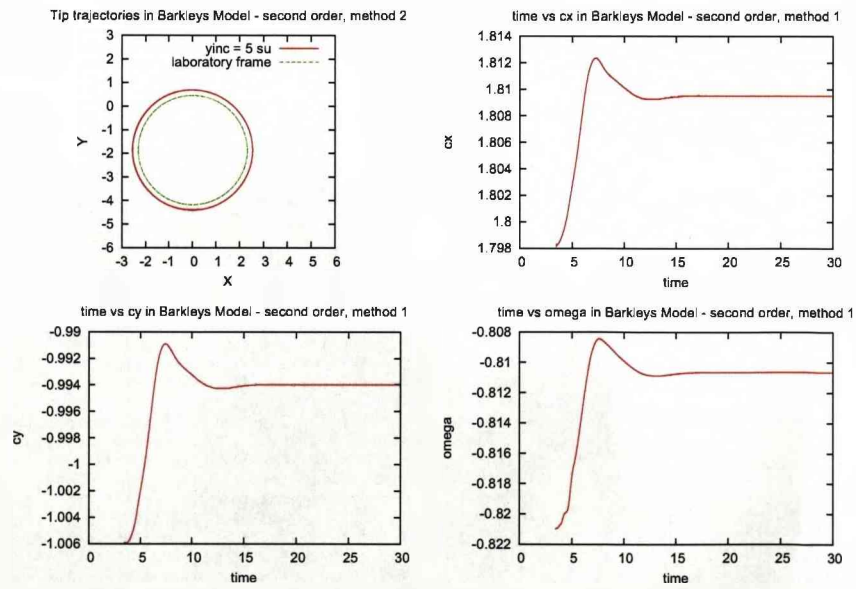 Tip trajectories in Barkleys Model - second order, method 2
3
2
1
0
-1
-2
-3
-4
-5
-6
Y
yinc = 5 su
laboratory frame
-3 -2 -1 0 1 2 3 4 5 6
X
time vs cx in Barkleys Model - second order, method 1
1.814
1.812
1.81
1.808
1.806
1.804
1.802
1.8
1.798
cx
0 5 10 15 20 25 30
time
time vs cy in Barkleys Model - second order, method 1
-0.99
-0.992
-0.994
-0.996
-0.998
-1
-1.002
-1.004
-1.006
cy
0 5 10 15 20 25 30
time
time vs omega in Barkleys Model - second order, method 1
-0.808
-0.81
-0.812
-0.814
-0.816
-0.818
-0.82
-0.822
omega
0 5 10 15 20 25 30
time